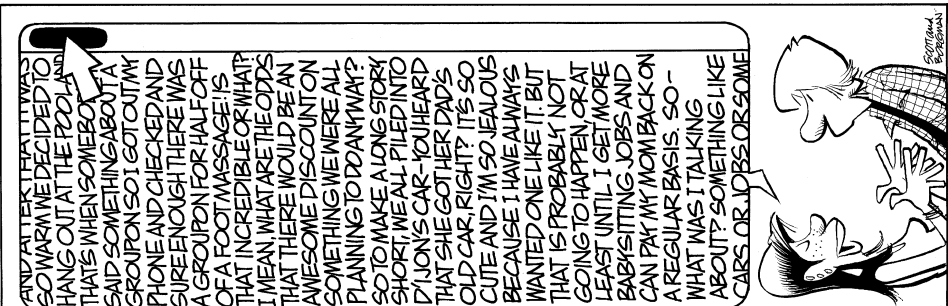 AND AFTER THAT IT WAS
SO WARM WE DECIDED TO
HANG OUT AT THE POOL AND
THAT'S WHEN SOMEBO
SAID SOMETHING ABOUT A
GROUPON SO I GOT OUT MY
PHONE AND CHECKED AND
SURE ENOUGH THERE WAS
A GROUPON FOR HALF OFF
OF A FOOT MASSAGE. IS
THAT INCREDIBLE OR WHAT?
I MEAN, WHAT ARE THE ODDS
THAT THERE WOULD BE AN
AWESOME DISCOUNT ON
SOMETHING WE WERE ALL
PLANNING TO DO ANYWAY?
SO TO MAKE A LONG STORY
SHORT, WE ALL PILED INTO
D'IJON'S CAR- YOU HEARD
THAT SHE GOT HER DAD'S
OLD CAR, RIGHT? IT'S SO
CUTE AND I'M SO JEALOUS
BECAUSE I HAVE ALWAYS
WANTED ONE LIKE IT. BUT
THAT IS PROBABLY NOT
GOING TO HAPPEN, OR AT
LEAST UNTIL I GET MORE
BABYSITTING JOBS AND
CAN PAY MY MOM BACK ON
A REGULAR BASIS. SO-
WHAT WAS I TALKING
ABOUT? SOMETHING LIKE
CARS OR JOBS OR SOME
SCOTT and
BORGMAN